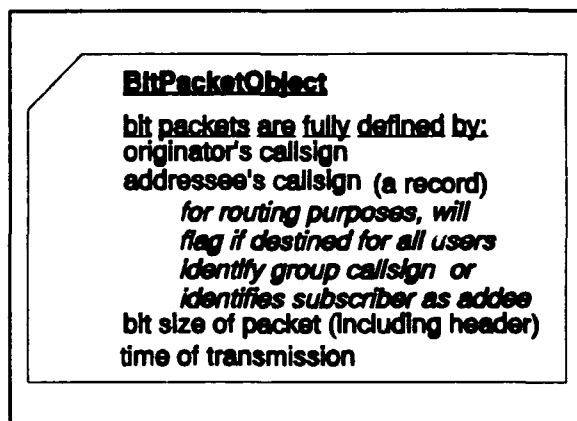 BitPacketObject
bit packets are fully defined by:
originator's callsign
addressee's callsign (a record)
for routing purposes, will
flag if destined for all users
identify group callsign or
identifies subscriber as addee
bit size of packet (including header)
time of transmission